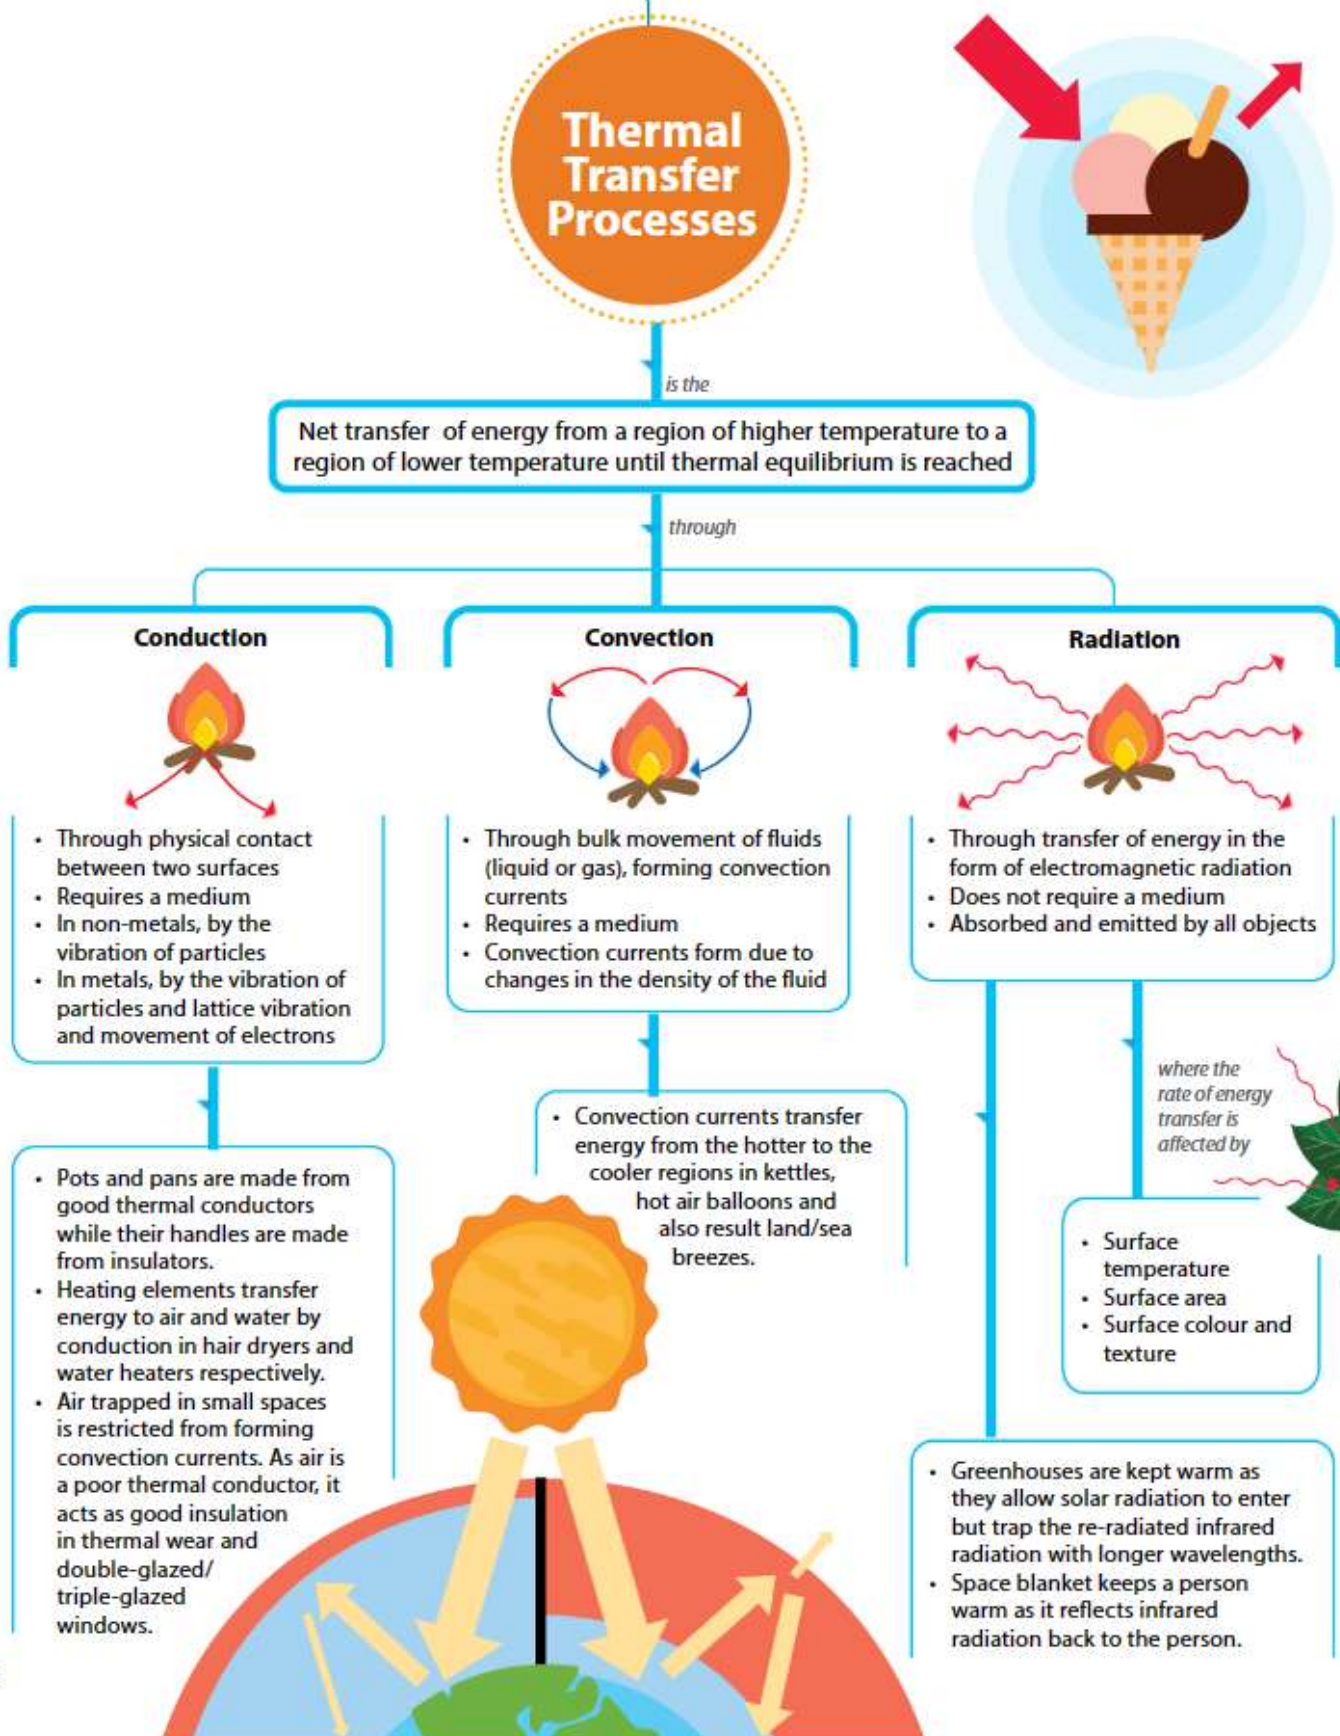 Thermal
Transfer
Processes
is the
Net transfer of energy from a region of higher temperature to a
region of lower temperature until thermal equilibrium is reached
through
Conduction
• Through physical contact
between two surfaces
• Requires a medium
• In non-metals, by the
vibration of particles
• In metals, by the vibration of
particles and lattice vibration
and movement of electrons
• Pots and pans are made from
good thermal conductors
while their handles are made
from insulators.
• Heating elements transfer
energy to air and water by
conduction in hair dryers and
water heaters respectively.
• Air trapped in small spaces
is restricted from forming
convection currents. As air is
a poor thermal conductor, it
acts as good insulation
in thermal wear and
double-glazed/
triple-glazed
windows.
Convection
• Through bulk movement of fluids
(liquid or gas), forming convection
currents
• Requires a medium
• Convection currents form due to
changes in the density of the fluid
• Convection currents transfer
energy from the hotter to the
cooler regions in kettles,
hot air balloons and
also result land/sea
breezes.
Radiation
• Through transfer of energy in the
form of electromagnetic radiation
• Does not require a medium
• Absorbed and emitted by all objects
where the
rate of energy
transfer is
affected by
• Surface
temperature
• Surface area
• Surface colour and
texture
• Greenhouses are kept warm as
they allow solar radiation to enter
but trap the re-radiated infrared
radiation with longer wavelengths.
• Space blanket keeps a person
warm as it reflects infrared
radiation back to the person.